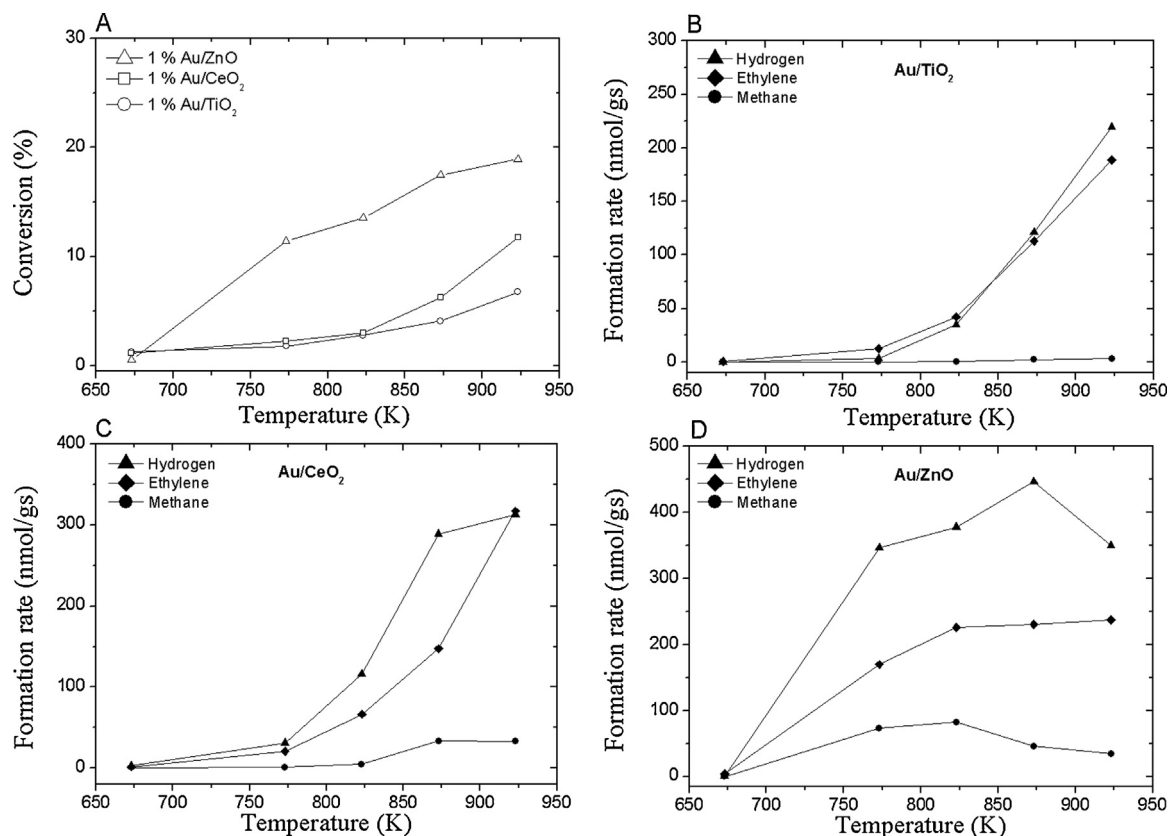 A
30
20
10
0
Conversion (%)
1 % Au/ZnO
1 % Au/CeO₂
1 % Au/TiO₂
650 700 750 800 850 900 950
Temperature (K)
B
300
250
200
150
100
50
0
Formation rate (nmol/gs)
Hydrogen
Ethylene
Methane
Au/TiO₂
650 700 750 800 850 900 950
Temperature (K)
C
400
300
200
100
0
Formation rate (nmol/gs)
Hydrogen
Ethylene
Methane
Au/CeO₂
650 700 750 800 850 900 950
Temperature (K)
D
500
400
300
200
100
0
Formation rate (nmol/gs)
Hydrogen
Ethylene
Methane
Au/ZnO
650 700 750 800 850 900 950
Temperature (K)